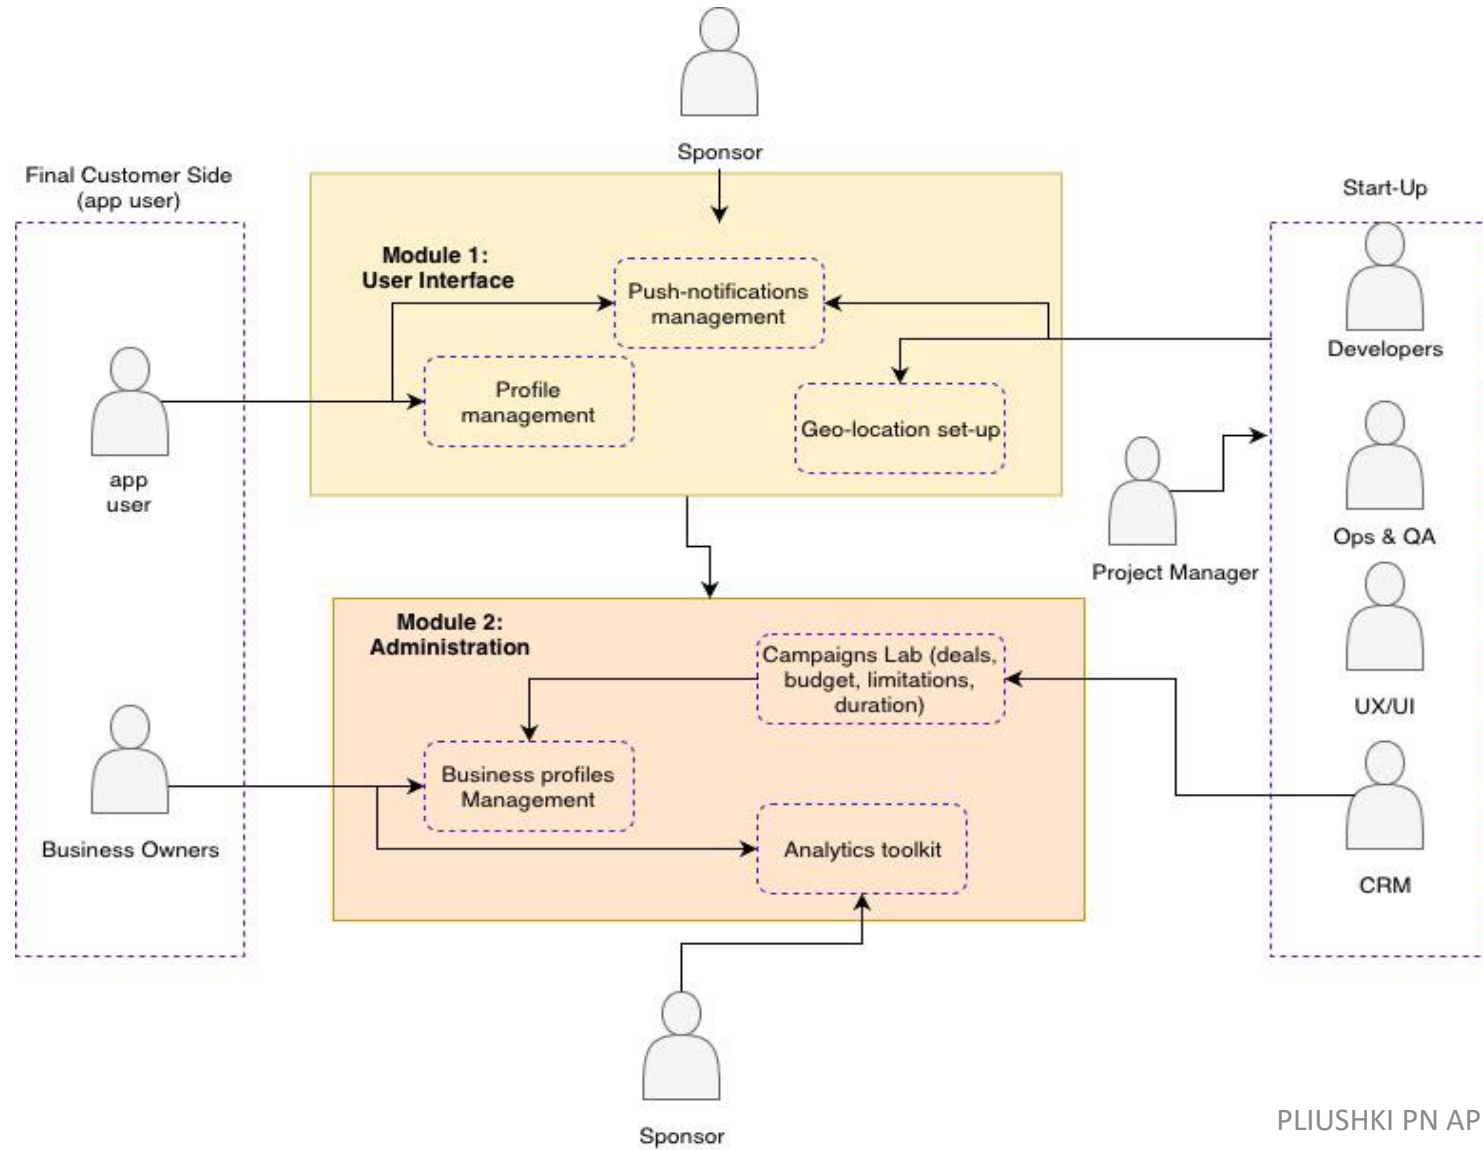 Sponsor
Final Customer Side
(app user)
Start-Up
Module 1:
User Interface
Push-notifications
management
Developers
Profile
management
Geo-location set-up
app
user
Ops & QA
Project Manager
Module 2:
Administration
Campaigns Lab (deals,
budget, limitations,
duration)
UX/UI
Business profiles
Management
Business Owners
Analytics toolkit
CRM
Sponsor
PLIUSHKI PN AP